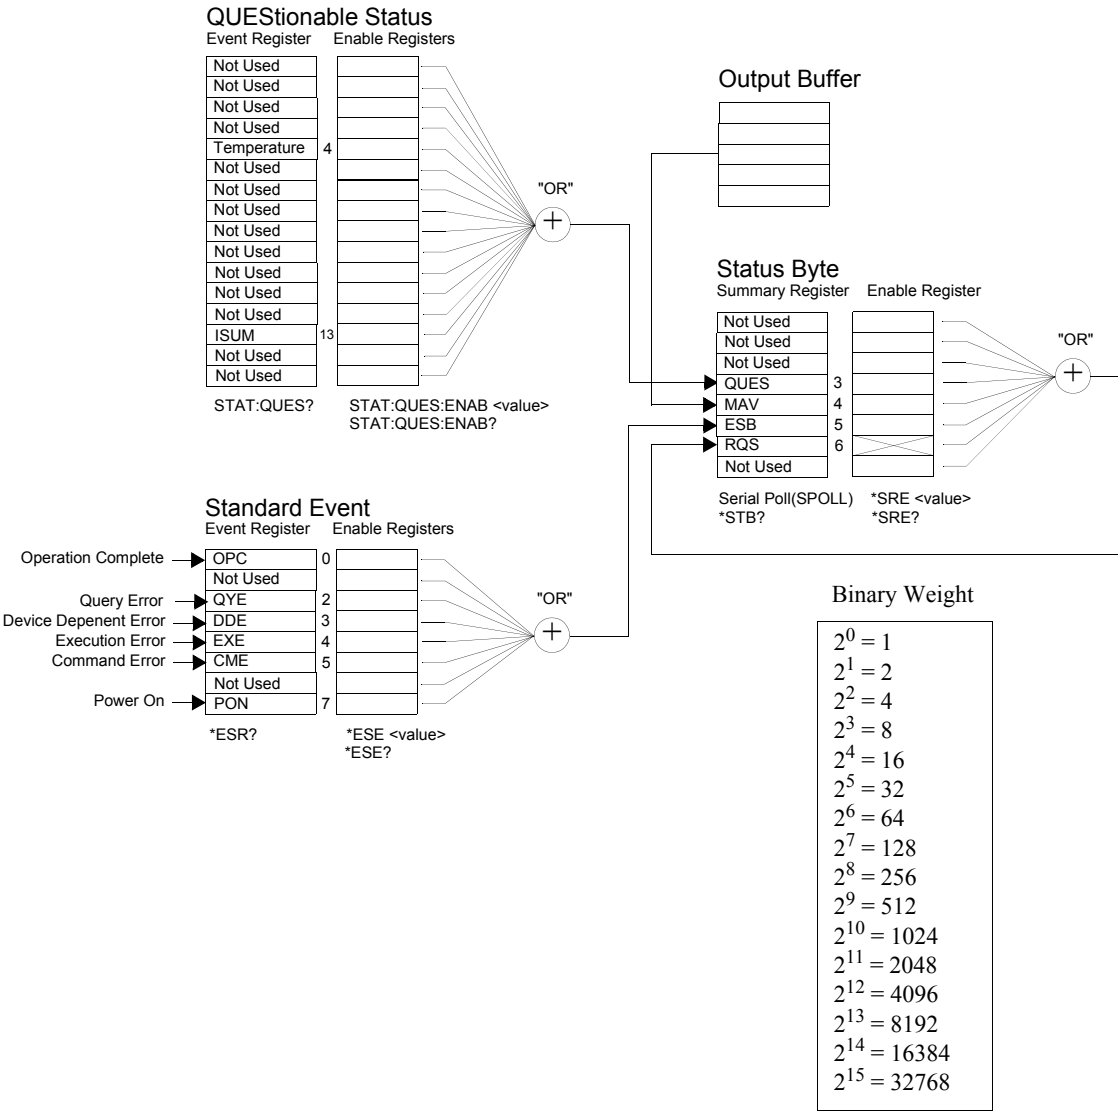 QUEStionable Status
Event Register Enable Registers
Not Used
Not Used
Not Used
Not Used
Temperature 4
Not Used
Not Used
Not Used
Not Used
Not Used
Not Used
Not Used
Not Used
ISUM 13
Not Used
Not Used
STAT:QUES? STAT:QUES:ENAB <value>
STAT:QUES:ENAB?
"OR"
+
Output Buffer
Status Byte
Summary Register Enable Register
Not Used
Not Used
Not Used
QUES 3
MAV 4
ESB 5
RQS 6
Not Used
Serial Poll(SPOLL) *SRE <value>
*STB? *SRE?
"OR"
+
Standard Event
Event Register Enable Registers
Operation Complete OPC 0
Not Used
Query Error QYE 2
Device Depenent Error DDE 3
Execution Error EXE 4
Command Error CME 5
Not Used
Power On PON 7
*ESR? *ESE <value>
*ESE?
"OR"
+
Binary Weight
2^0 = 1
2^1 = 2
2^2 = 4
2^3 = 8
2^4 = 16
2^5 = 32
2^6 = 64
2^7 = 128
2^8 = 256
2^9 = 512
2^10 = 1024
2^11 = 2048
2^12 = 4096
2^13 = 8192
2^14 = 16384
2^15 = 32768